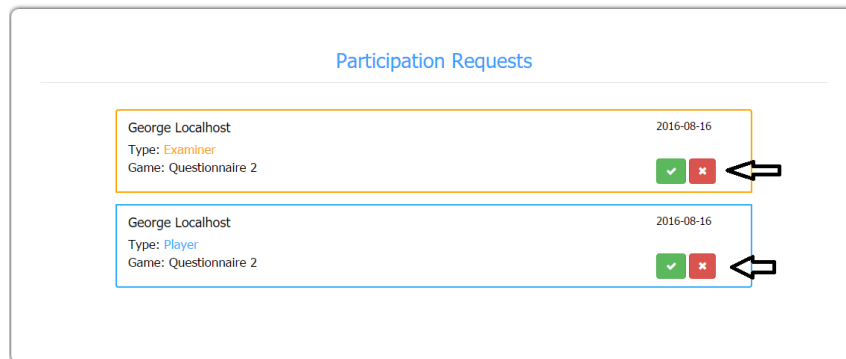 Participation Requests
George Localhost
2016-08-16
Type: Examiner
Game: Questionnaire 2
George Localhost
2016-08-16
Type: Player
Game: Questionnaire 2